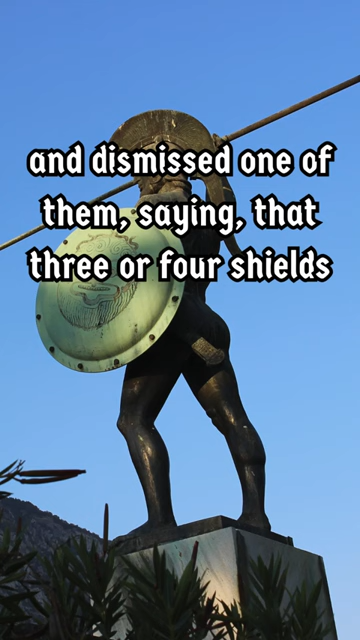 and dismissed one of
them, saying, that
three or four shields